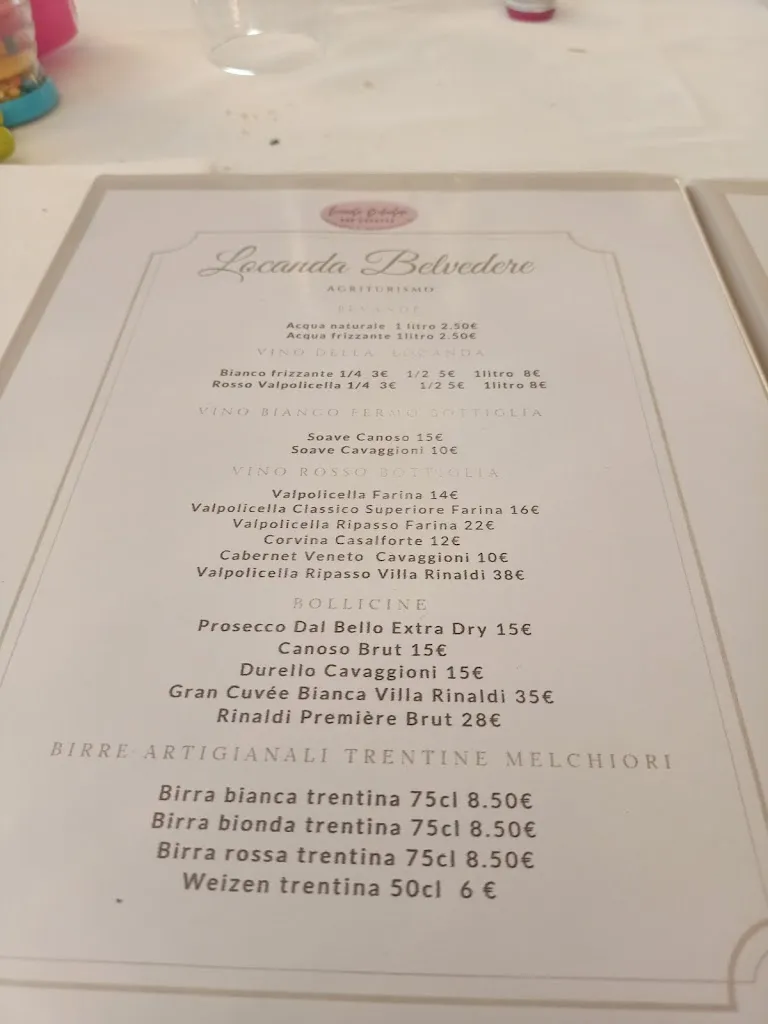 Locanda Belvedere
AGRITURISMO
BEVANDE
Acqua naturale 1 litro 2.50€
Acqua frizzante 1litro 2.50€
VINO DELLA LOCANDA
Bianco frizzante 1/4 3€ 1/2 5€ 1litro 8€
Rosso Valpolicella 1/4 3€ 1/2 5€ 1litro 8€
VINO BIANCO FERMO BOTTIGLIA
Soave Canoso 15€
Soave Cavaggioni 10€
VINO ROSSO BOTTIGLIA
Valpolicella Farina 14€
Valpolicella Classico Superiore Farina 16€
Valpolicella Ripasso Farina 22€
Corvina Casalforte 12€
Cabernet Veneto Cavaggioni 10€
Valpolicella Ripasso Villa Rinaldi 38€
BOLLICINE
Prosecco Dal Bello Extra Dry 15€
Canoso Brut 15€
Durello Cavaggioni 15€
Gran Cuvée Bianca Villa Rinaldi 35€
Rinaldi Première Brut 28€
BIRRE ARTIGIANALI TRENTINE MELCHIORI
Birra bianca trentina 75cl 8.50€
Birra bionda trentina 75cl 8.50€
Birra rossa trentina 75cl 8.50€
Weizen trentina 50cl 6 €